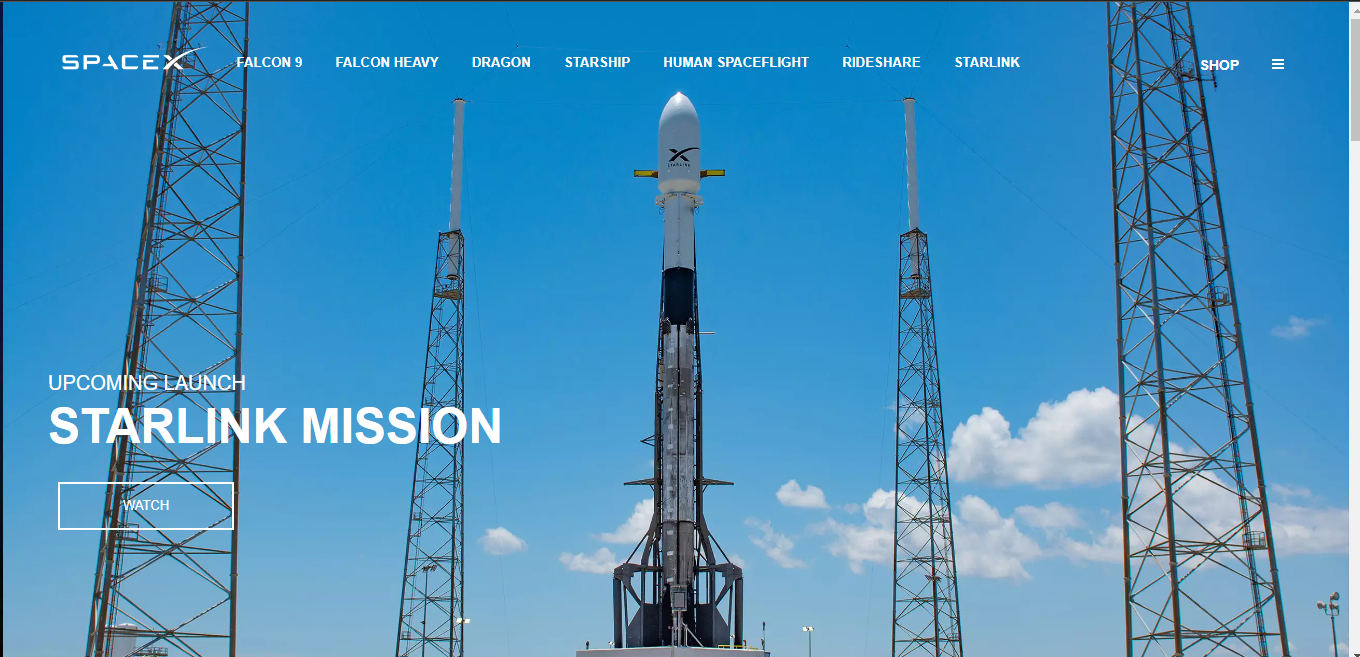 SPACEX
FALCON 9 FALCON HEAVY DRAGON STARSHIP HUMAN SPACEFLIGHT RIDESHARE STARLINK
SHOP
STARLINK
UPCOMING LAUNCH
STARLINK MISSION
WATCH